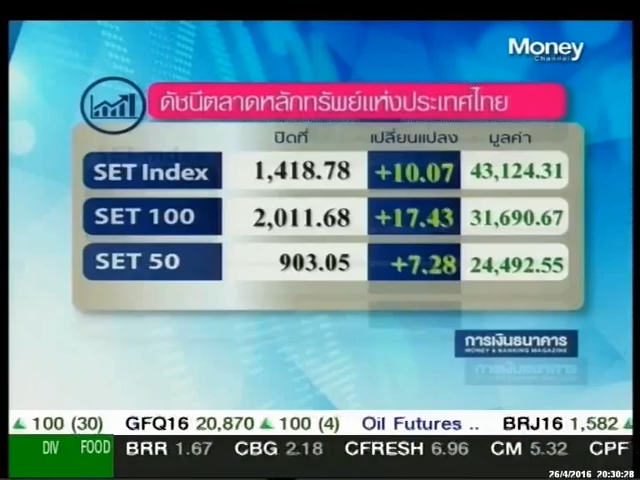 Money
Channel
ดัชนีตลาดหลักทรัพย์แห่งประเทศไทย
ปิดที่ เปลี่ยนแปลง มูลค่า
SET Index 1,418.78 +10.07 43,124.31
SET 100 2,011.68 +17.43 31,690.67
SET 50 903.05 +7.28 24,492.55
การเงินธนาคาร
MONEY & BANKING MAGAZINE
100 (30) GFQ16 20,870 100 (4) Oil Futures .. BRJ16 1,582
DIV FOOD BRR 1.67 CBG 2.18 CFRESH 6.96 CM 5.32 CPF
26/4/2016 20:30:28